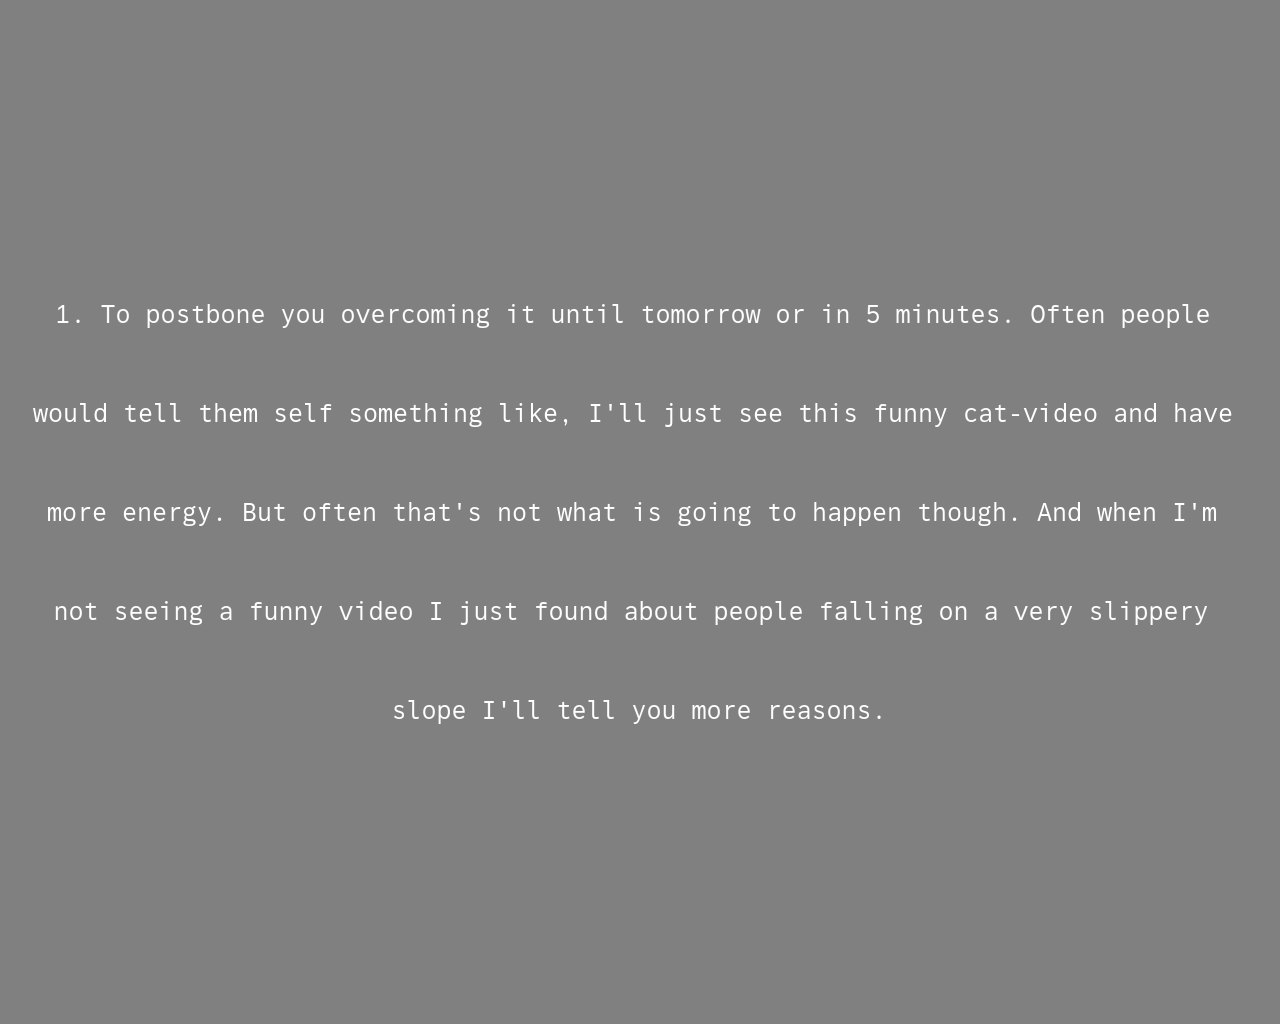 1. To postbone you overcoming it until tomorrow or in 5 minutes. Often people
would tell them self something like, I'll just see this funny cat-video and have
more energy. But often that's not what is going to happen though. And when I'm
not seeing a funny video I just found about people falling on a very slippery
slope I'll tell you more reasons.